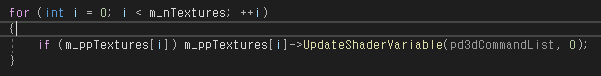 for (int i = 0; i < m_nTextures; ++i)
{
if (m_ppTextures[i]) m_ppTextures[i]->UpdateShaderVariable(pd3dCommandList, 0);
}